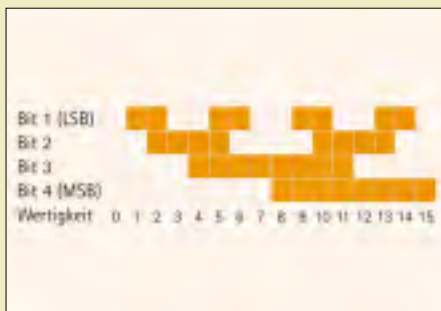 Bit 1 (LSB)
Bit 2
Bit 3
Bit 4 (MSB)
Wertigkeit 0 1 2 3 4 5 6 7 8 9 10 11 12 13 14 15